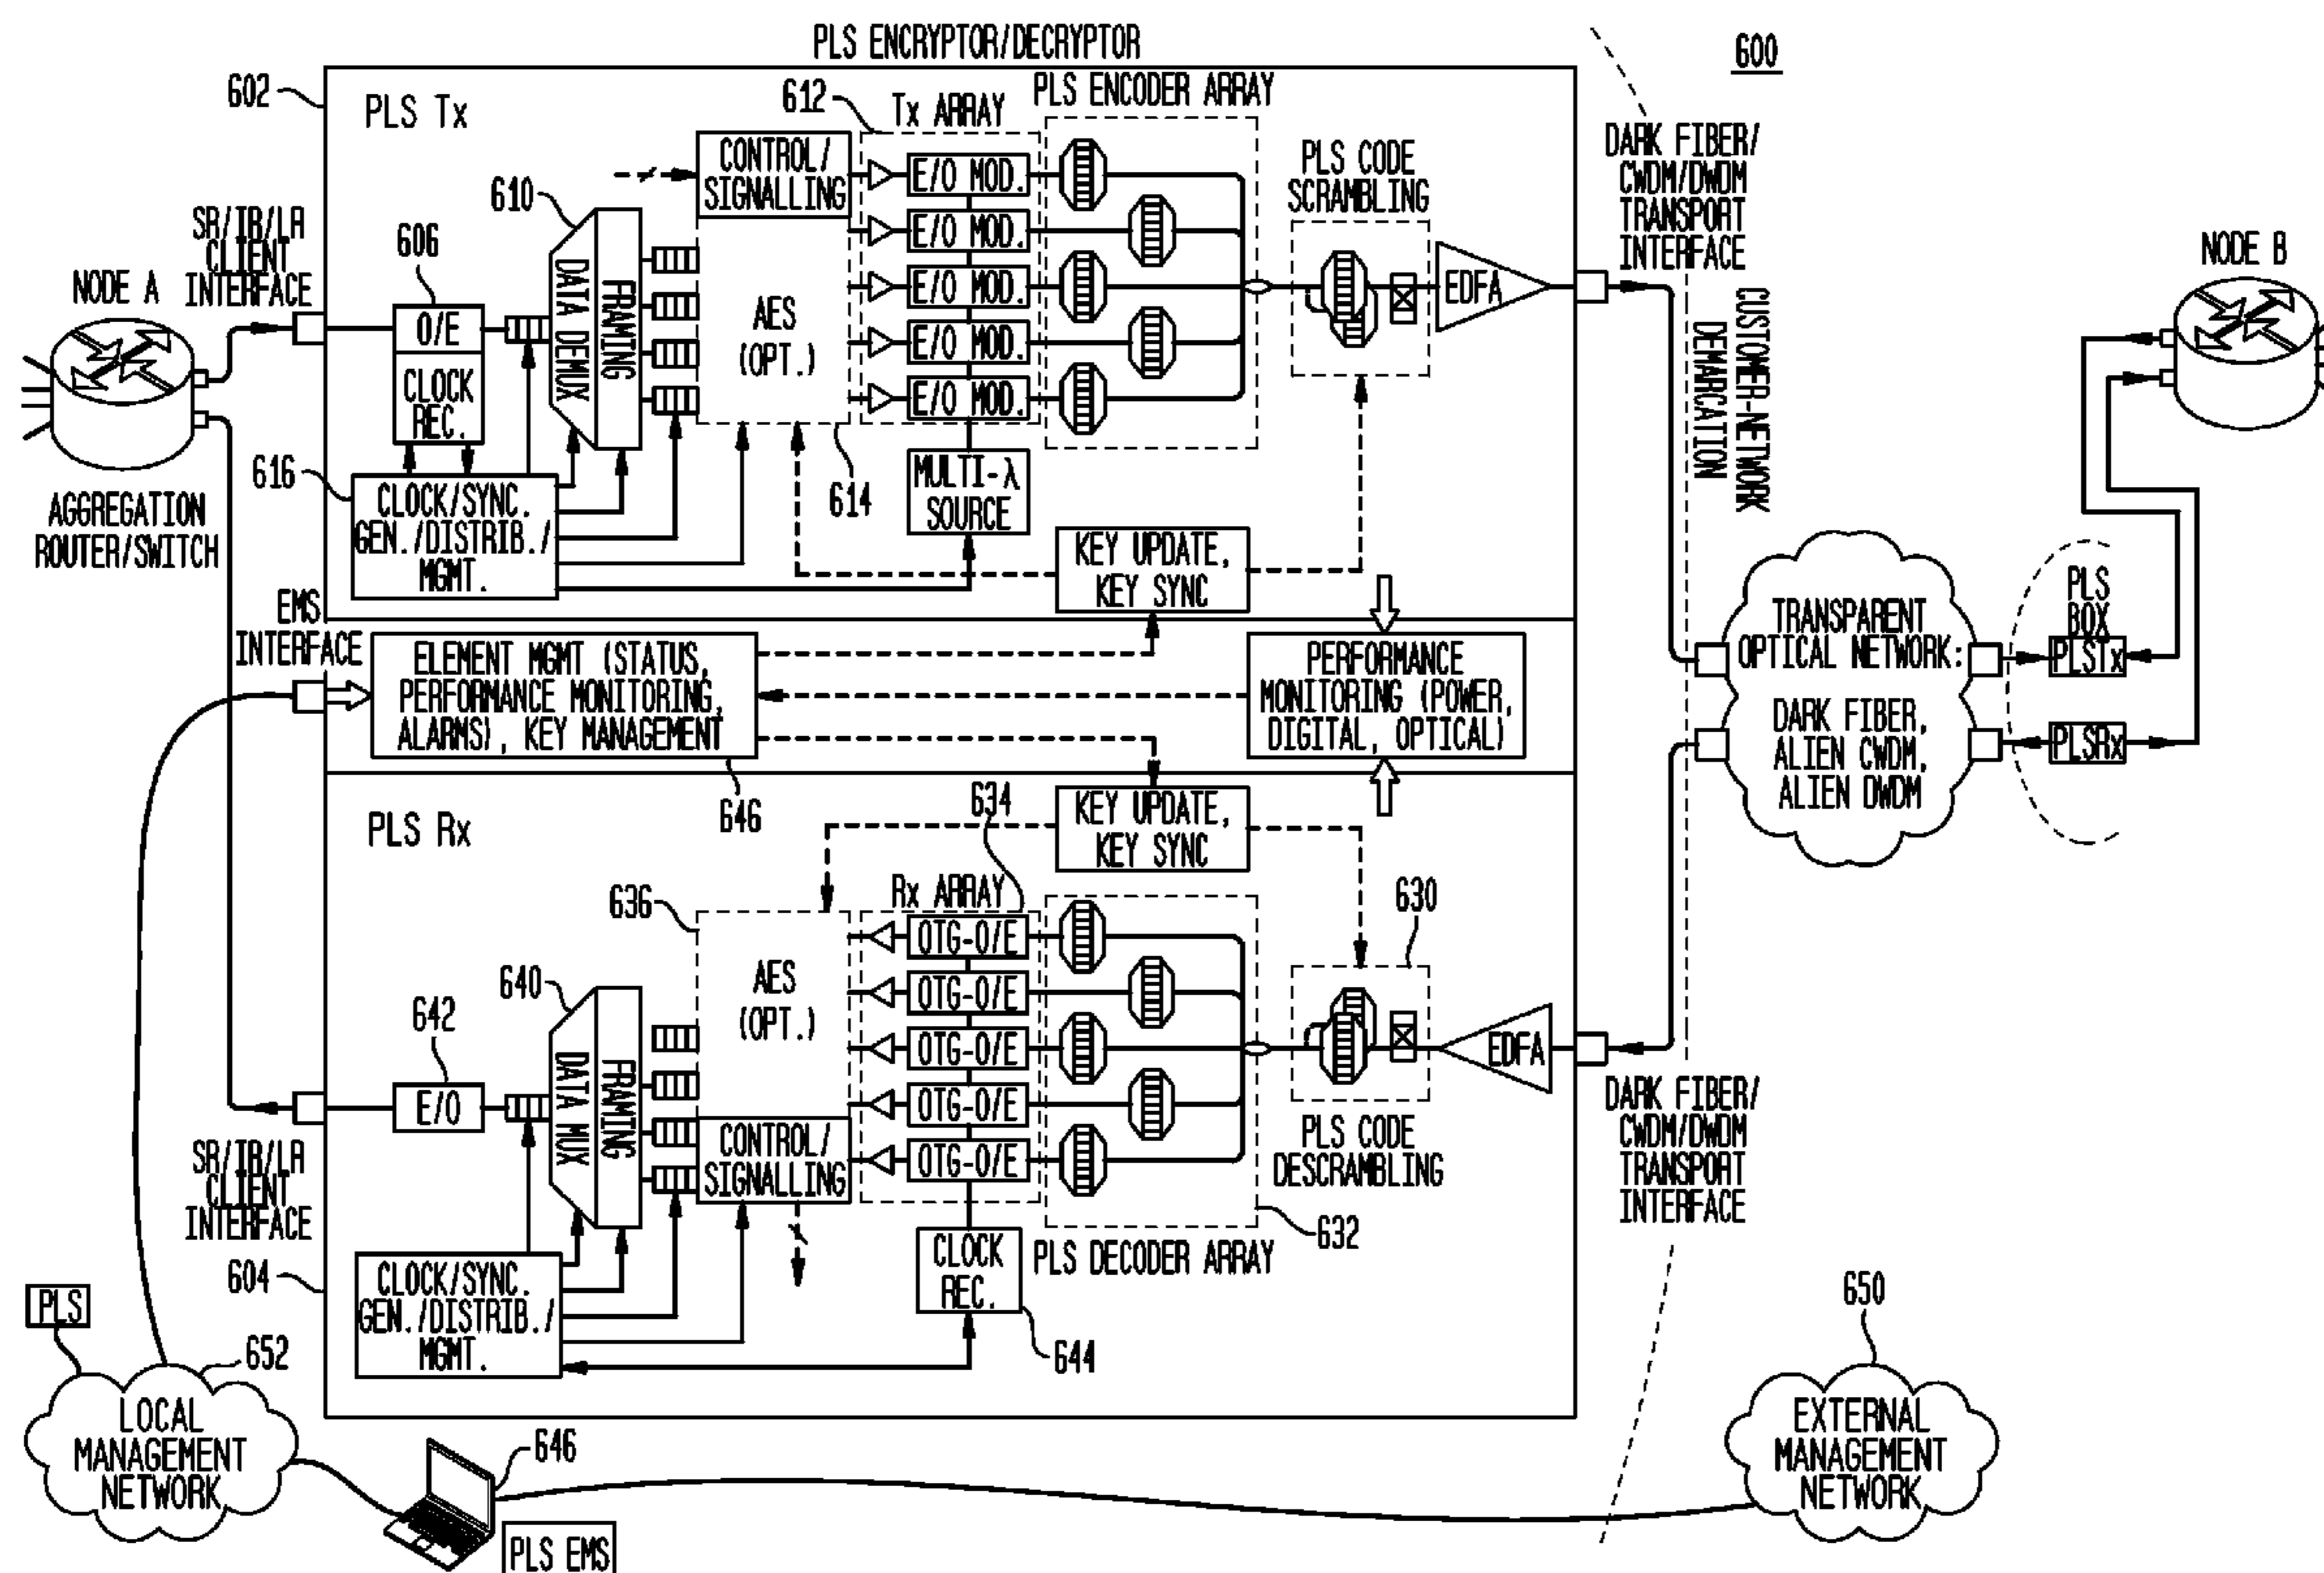 PLS ENCRYPTOR/DECRYPTOR
600
602
PLS Tx
612
Tx ARRAY
PLS ENCODER ARRAY
CONTROL/
SIGNALLING
E/O MOD.
E/O MOD.
E/O MOD.
E/O MOD.
E/O MOD.
PLS CODE
SCRAMBLING
DARK FIBER/
CWDM/DWDM
TRANSPORT
INTERFACE
610
SR/IR/LR
CLIENT
INTERFACE
606
NODE A
O/E
CLOCK
REC.
DATA DEMUX
FRAMING
AES
(OPT.)
EDFA
NODE B
CUSTOMER-NETWORK
DEMARCATION
616
CLOCK/SYNC.
GEN./DISTRIB./
MGMT.
MULTI-λ
SOURCE
614
AGGREGATION
ROUTER/SWITCH
KEY UPDATE,
KEY SYNC
EMS
INTERFACE
ELEMENT MGMT (STATUS,
PERFORMANCE MONITORING,
ALARMS), KEY MANAGEMENT
646
PERFORMANCE
MONITORING (POWER,
DIGITAL, OPTICAL)
TRANSPARENT
OPTICAL NETWORK:
DARK FIBER,
ALIEN CWDM,
ALIEN DWDM
PLS
BOX
PLSTx
PLSRx
PLS Rx
634
KEY UPDATE,
KEY SYNC
636
Rx ARRAY
630
AES
(OPT.)
OTG-O/E
OTG-O/E
OTG-O/E
OTG-O/E
OTG-O/E
640
642
E/O
DATA MUX
FRAMING
CONTROL/
SIGNALLING
EDFA
PLS CODE
DESCRAMBLING
DARK FIBER/
CWDM/DWDM
TRANSPORT
INTERFACE
SR/IR/LR
CLIENT
INTERFACE
604
CLOCK/SYNC.
GEN./DISTRIB./
MGMT.
CLOCK
REC.
644
PLS DECODER ARRAY
632
PLS
652
LOCAL
MANAGEMENT
NETWORK
646
PLS EMS
650
EXTERNAL
MANAGEMENT
NETWORK